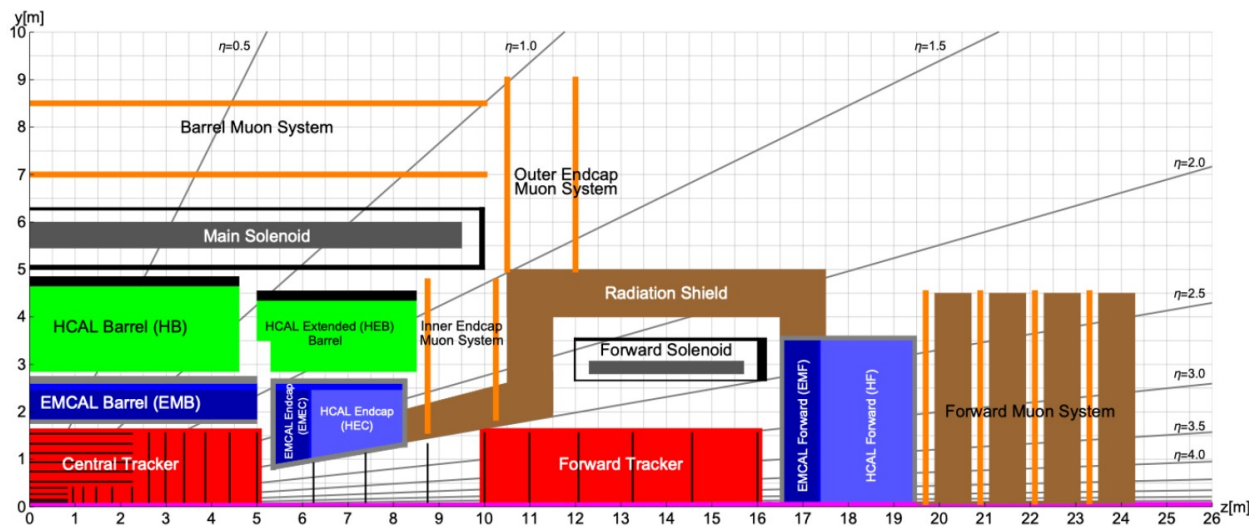 y[m]
10
9
8
7
6
5
4
3
2
1
0
η=0.5
η=1.0
η=1.5
η=2.0
η=2.5
η=3.0
η=3.5
η=4.0
Barrel Muon System
Outer Endcap
Muon System
Main Solenoid
Radiation Shield
HCAL Barrel (HB)
HCAL Extended (HEB)
Barrel
Inner Endcap
Muon System
Forward Solenoid
EMCAL Barrel (EMB)
EMCAL Endcap
(EMEC)
HCAL Endcap
(HEC)
EMCAL Forward (EMF)
HCAL Forward (HF)
Forward Muon System
Central Tracker
Forward Tracker
0 1 2 3 4 5 6 7 8 9 10 11 12 13 14 15 16 17 18 19 20 21 22 23 24 25 26
z[m]